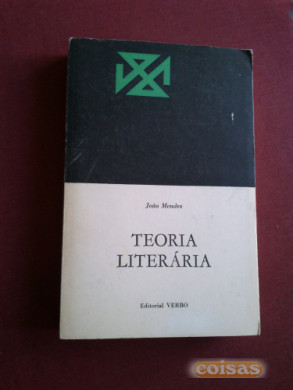 João Mendes
TEORIA
LITERÁRIA
Editorial VERBO
coisas